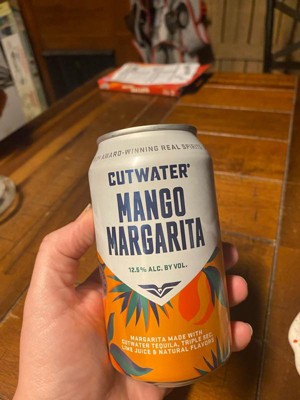 AWARD-WINNING REAL SPIRITS
CUTWATER®
MANGO
MARGARITA
12.5% ALC. BY VOL.
MARGARITA MADE WITH
CUTWATER TEQUILA, TRIPLE SEC,
LIME JUICE & NATURAL FLAVORS